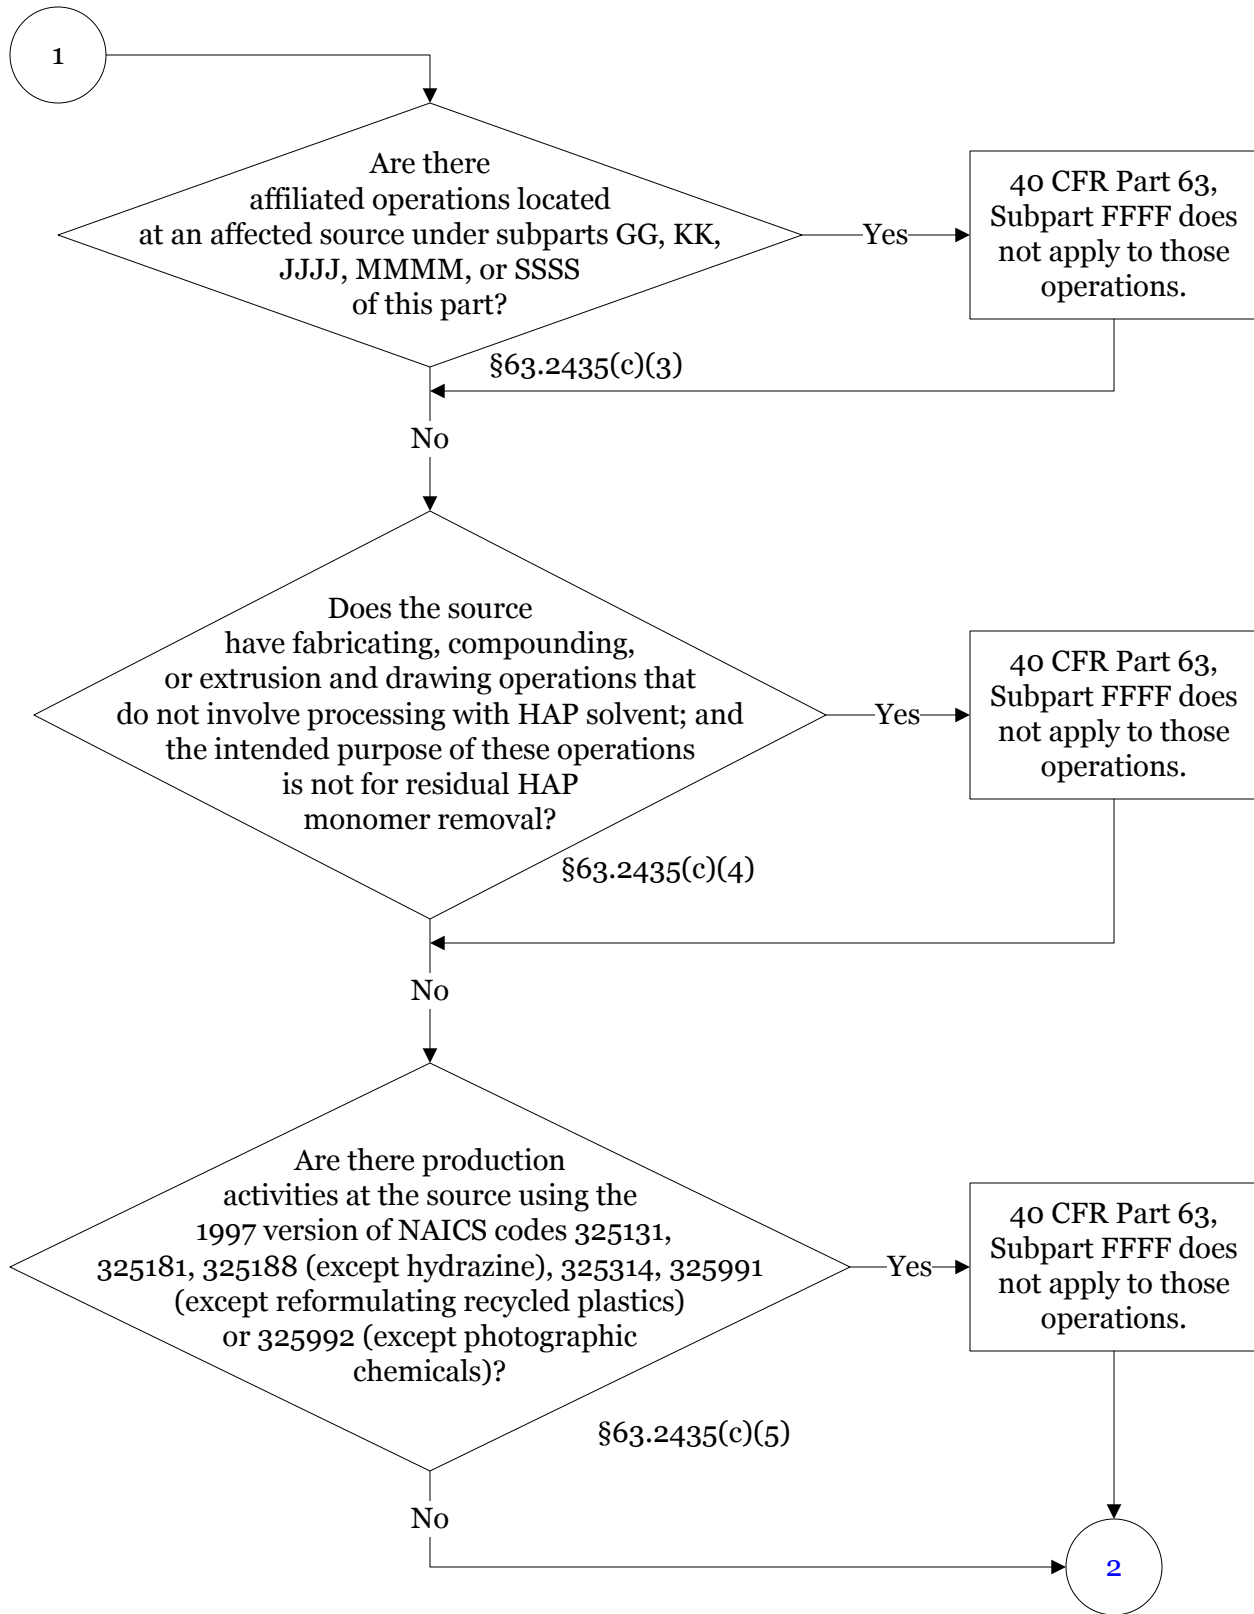 1
Are there
affiliated operations located
at an affected source under subparts GG, KK,
JJJJ, MMMM, or SSSS
of this part?
Yes
40 CFR Part 63,
Subpart FFFF does
not apply to those
operations.
§63.2435(c)(3)
No
Does the source
have fabricating, compounding,
or extrusion and drawing operations that
do not involve processing with HAP solvent; and
the intended purpose of these operations
is not for residual HAP
monomer removal?
Yes
40 CFR Part 63,
Subpart FFFF does
not apply to those
operations.
§63.2435(c)(4)
No
Are there production
activities at the source using the
1997 version of NAICS codes 325131,
325181, 325188 (except hydrazine), 325314, 325991
(except reformulating recycled plastics)
or 325992 (except photographic
chemicals)?
Yes
40 CFR Part 63,
Subpart FFFF does
not apply to those
operations.
§63.2435(c)(5)
No
2